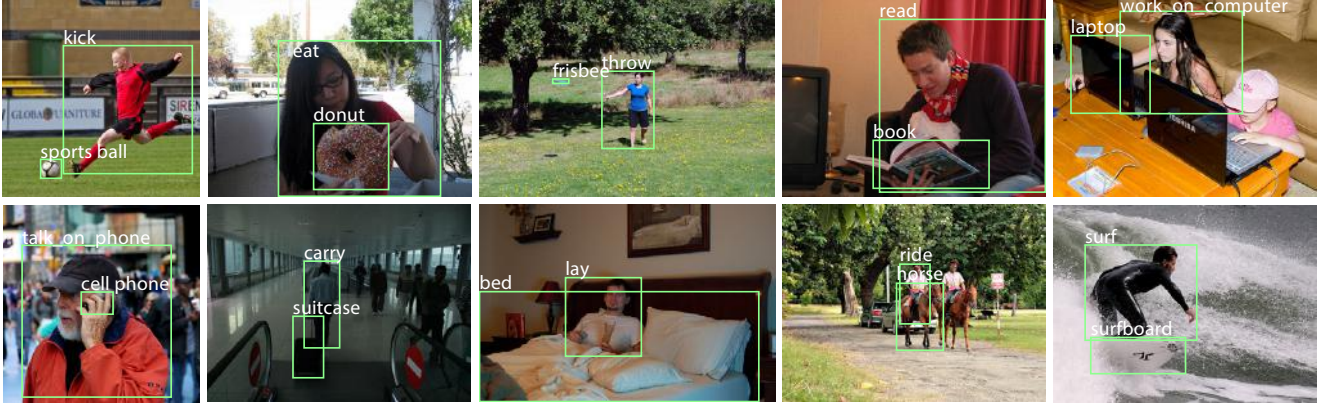 kick
GLOBAL FURNITURE
SIREN
sports ball
eat
donut
throw
frisbee
read
book
work_on_computer
laptop
TOSHIBA
talk_on_phone
cell phone
carry
suitcase
lay
bed
ride
horse
surf
surfboard